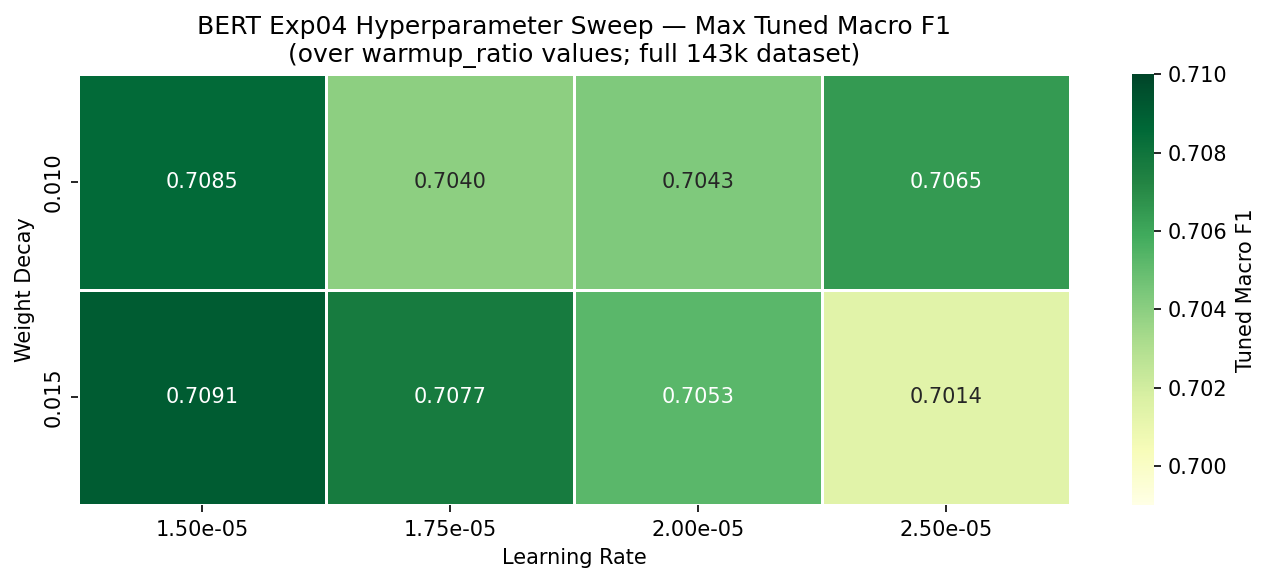 BERT Exp04 Hyperparameter Sweep — Max Tuned Macro F1
(over warmup_ratio values; full 143k dataset)
Weight Decay
0.010
0.7085
0.7040
0.7043
0.7065
0.015
0.7091
0.7077
0.7053
0.7014
1.50e-05
1.75e-05
2.00e-05
2.50e-05
Learning Rate
0.710
0.708
0.706
0.704
0.702
0.700
Tuned Macro F1